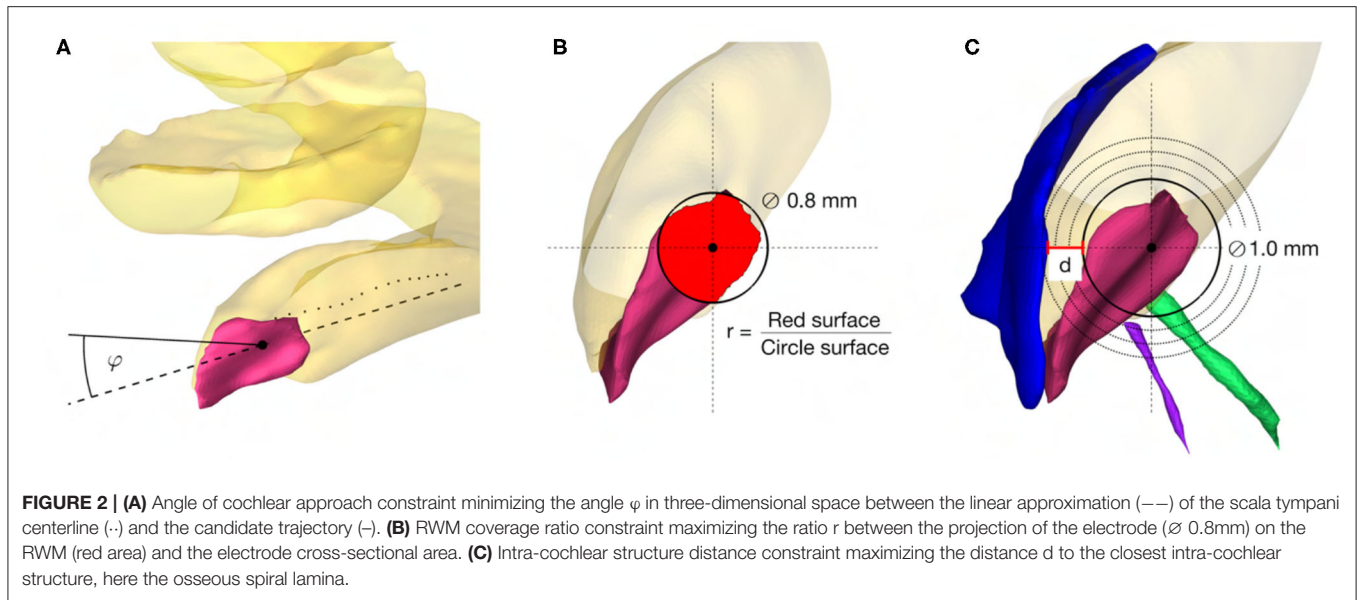 A
B
C
φ
∅ 0.8 mm
r = Red surface
Circle surface
d
∅ 1.0 mm
FIGURE 2 | (A) Angle of cochlear approach constraint minimizing the angle φ in three-dimensional space between the linear approximation (−−) of the scala tympani
centerline (··) and the candidate trajectory (–). (B) RWM coverage ratio constraint maximizing the ratio r between the projection of the electrode (∅ 0.8mm) on the
RWM (red area) and the electrode cross-sectional area. (C) Intra-cochlear structure distance constraint maximizing the distance d to the closest intra-cochlear
structure, here the osseous spiral lamina.